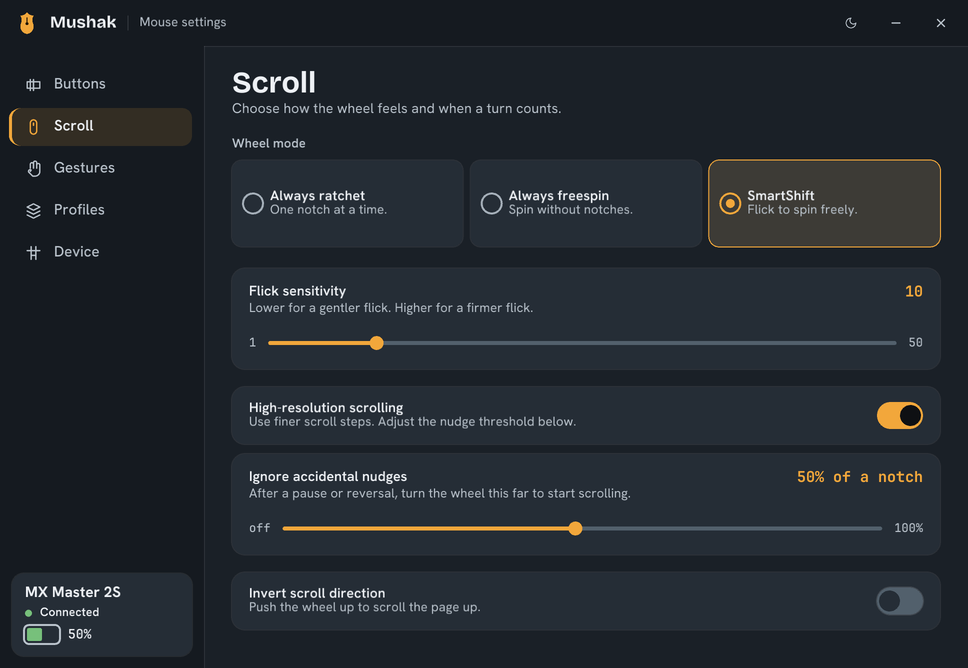 Mushak
Mouse settings
Buttons
Scroll
Gestures
Profiles
Device
MX Master 2S
Connected
50%
Scroll
Choose how the wheel feels and when a turn counts.
Wheel mode
Always ratchet
One notch at a time.
Always freespin
Spin without notches.
SmartShift
Flick to spin freely.
Flick sensitivity
10
Lower for a gentler flick. Higher for a firmer flick.
1
50
High-resolution scrolling
Use finer scroll steps. Adjust the nudge threshold below.
Ignore accidental nudges
50% of a notch
After a pause or reversal, turn the wheel this far to start scrolling.
off
100%
Invert scroll direction
Push the wheel up to scroll the page up.